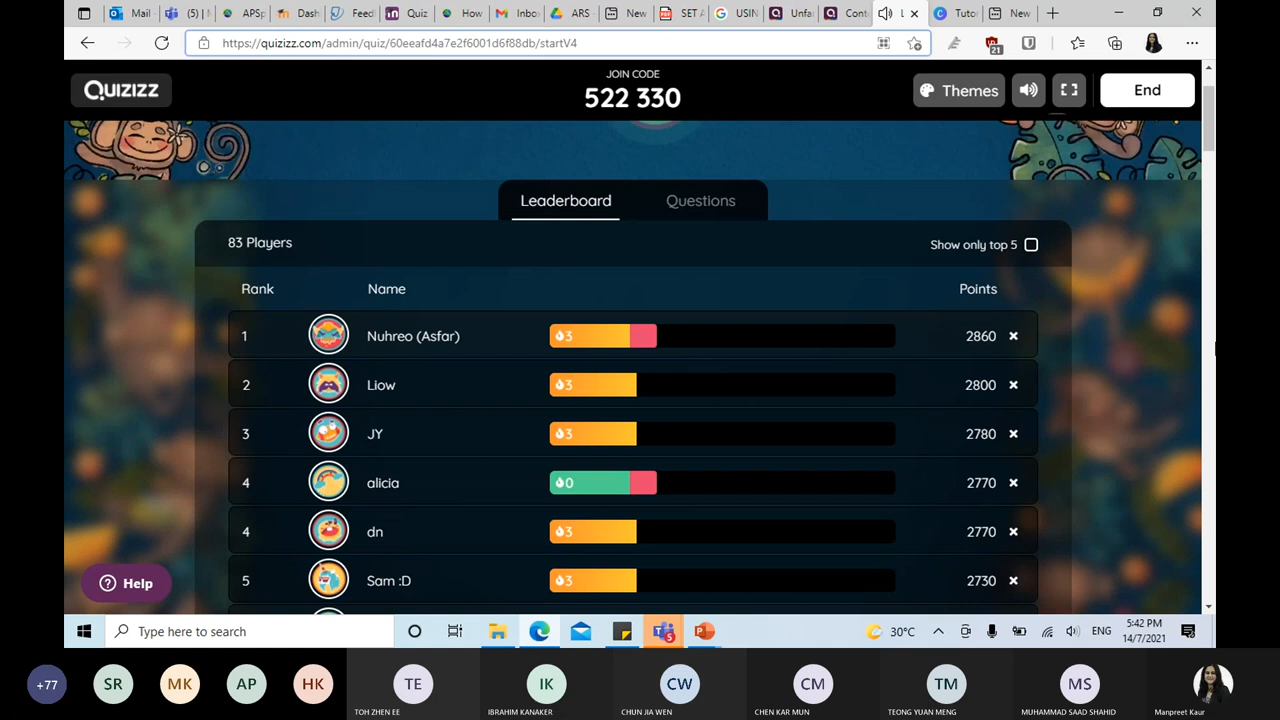 Mail
(5) |
APSp
Dash
Feed
Quiz
How
Inbo
ARS
New
SET A
USIN
Unfa
Cont
L
Tuto
New
https://quizizz.com/admin/quiz/60eeafd4a7e2f6001d6f88db/startV4
21
QUIZIZZ
JOIN CODE
522 330
Themes
End
Leaderboard Questions
83 Players Show only top 5
Rank Name Points
1 Nuhreo (Asfar) 3 2860
2 Liow 3 2800
3 JY 3 2780
4 alicia 0 2770
4 dn 3 2770
5 Sam :D 3 2730
Help
Type here to search
5
30°C
ENG
5:42 PM
14/7/2021
+77
SR
MK
AP
HK
TE
TOH ZHEN EE
IK
IBRAHIM KANAKER
CW
CHUN JIA WEN
CM
CHEN KAR MUN
TM
TEONG YUAN MENG
MS
MUHAMMAD SAAD SHAHID
Manpreet Kaur